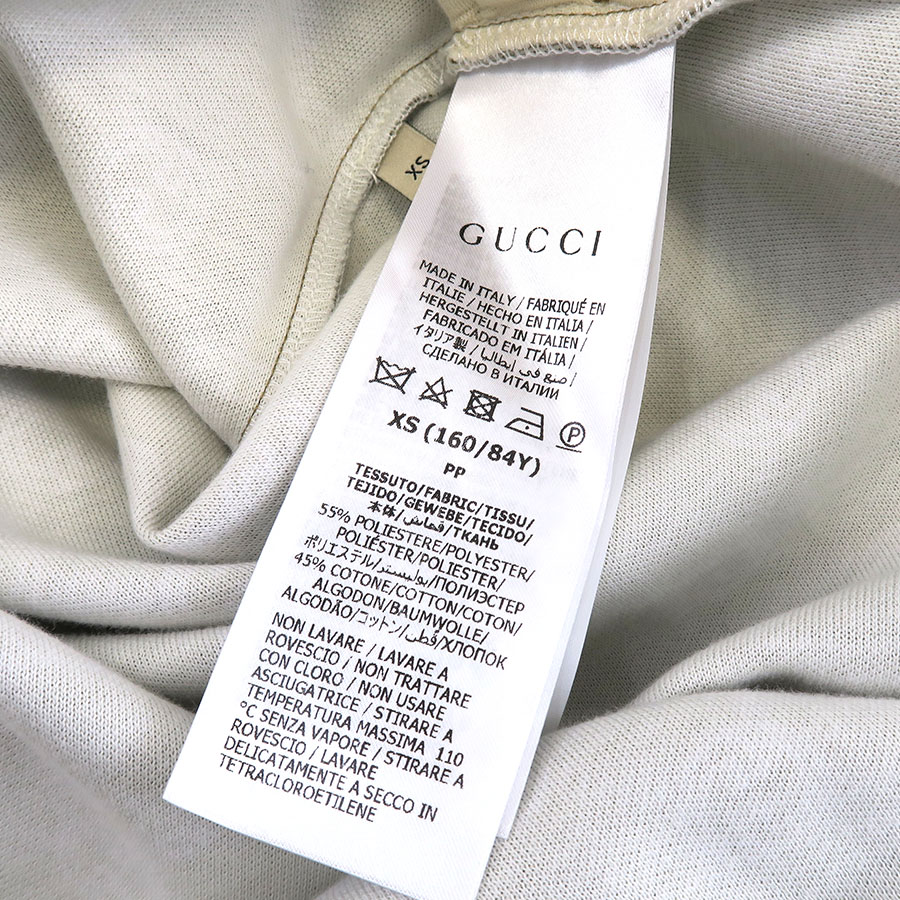 XS
GUCCI
MADE IN ITALY / FABRIQUÉ EN
ITALIE / HECHO EN ITALIA /
HERGESTELLT IN ITALIEN /
FABRICADO EM ITÁLIA /
イタリア製 / صنع في إيطاليا /
СДЕЛАНО В ИТАЛИИ
P
XS (160/84Y)
PP
TESSUTO/FABRIC/TISSU/
TEJIDO/GEWEBE/TECIDO/
本体/قماش/ТКАНЬ
55% POLIESTERE/POLYESTER/
POLIÉSTER/POLYESTER/
ポリエステル/بوليستر/ПОЛИЭСТЕР
45% COTONE/COTTON/COTON/
ALGODON/BAUMWOLLE/
ALGODÃO/コットン/قطن/ХЛОПОК
NON LAVARE / LAVARE A
ROVESCIO / NON TRATTARE
CON CLORO / NON USARE
ASCIUGATRICE / STIRARE A
TEMPERATURA MASSIMA 110
°C SENZA VAPORE / STIRARE A
ROVESCIO / LAVARE
DELICATAMENTE A SECCO IN
TETRACLOROETILENE